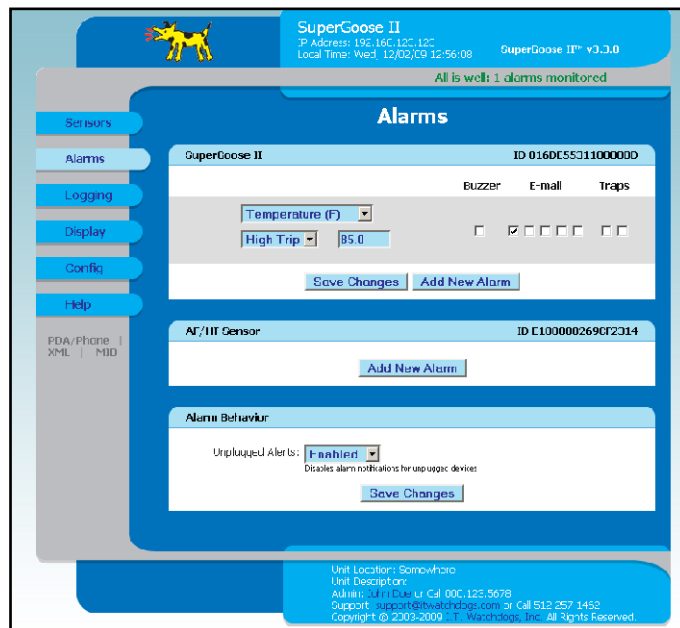 SuperGoose II
IP Address: 192.160.120.120
Local Time: Wed, 12/02/09 12:56:08
SuperGoose II™ v3.3.0
All is well: 1 alarms monitored
Alarms
Sensors
Alarms
Logging
Display
Config
Help
PDA/Phone |
XML | MIB
SuperGoose II
ID
Buzzer E-mail Traps
Temperature (F)
High Trip 85.0
Save Changes Add New Alarm
Sensor
ID
Add New Alarm
Alarm Behavior
Unplugged Alerts: Enabled
Disables alarm notifications for unplugged devices
Save Changes
Unit Location: Somewhere
Unit Description:
Admin: John Doe or Call 000.123.5678
Support: support@itwatchdogs.com or Call 512 257 1462
Copyright © 2003-2009 I.T. Watchdogs, Inc. All Rights Reserved.